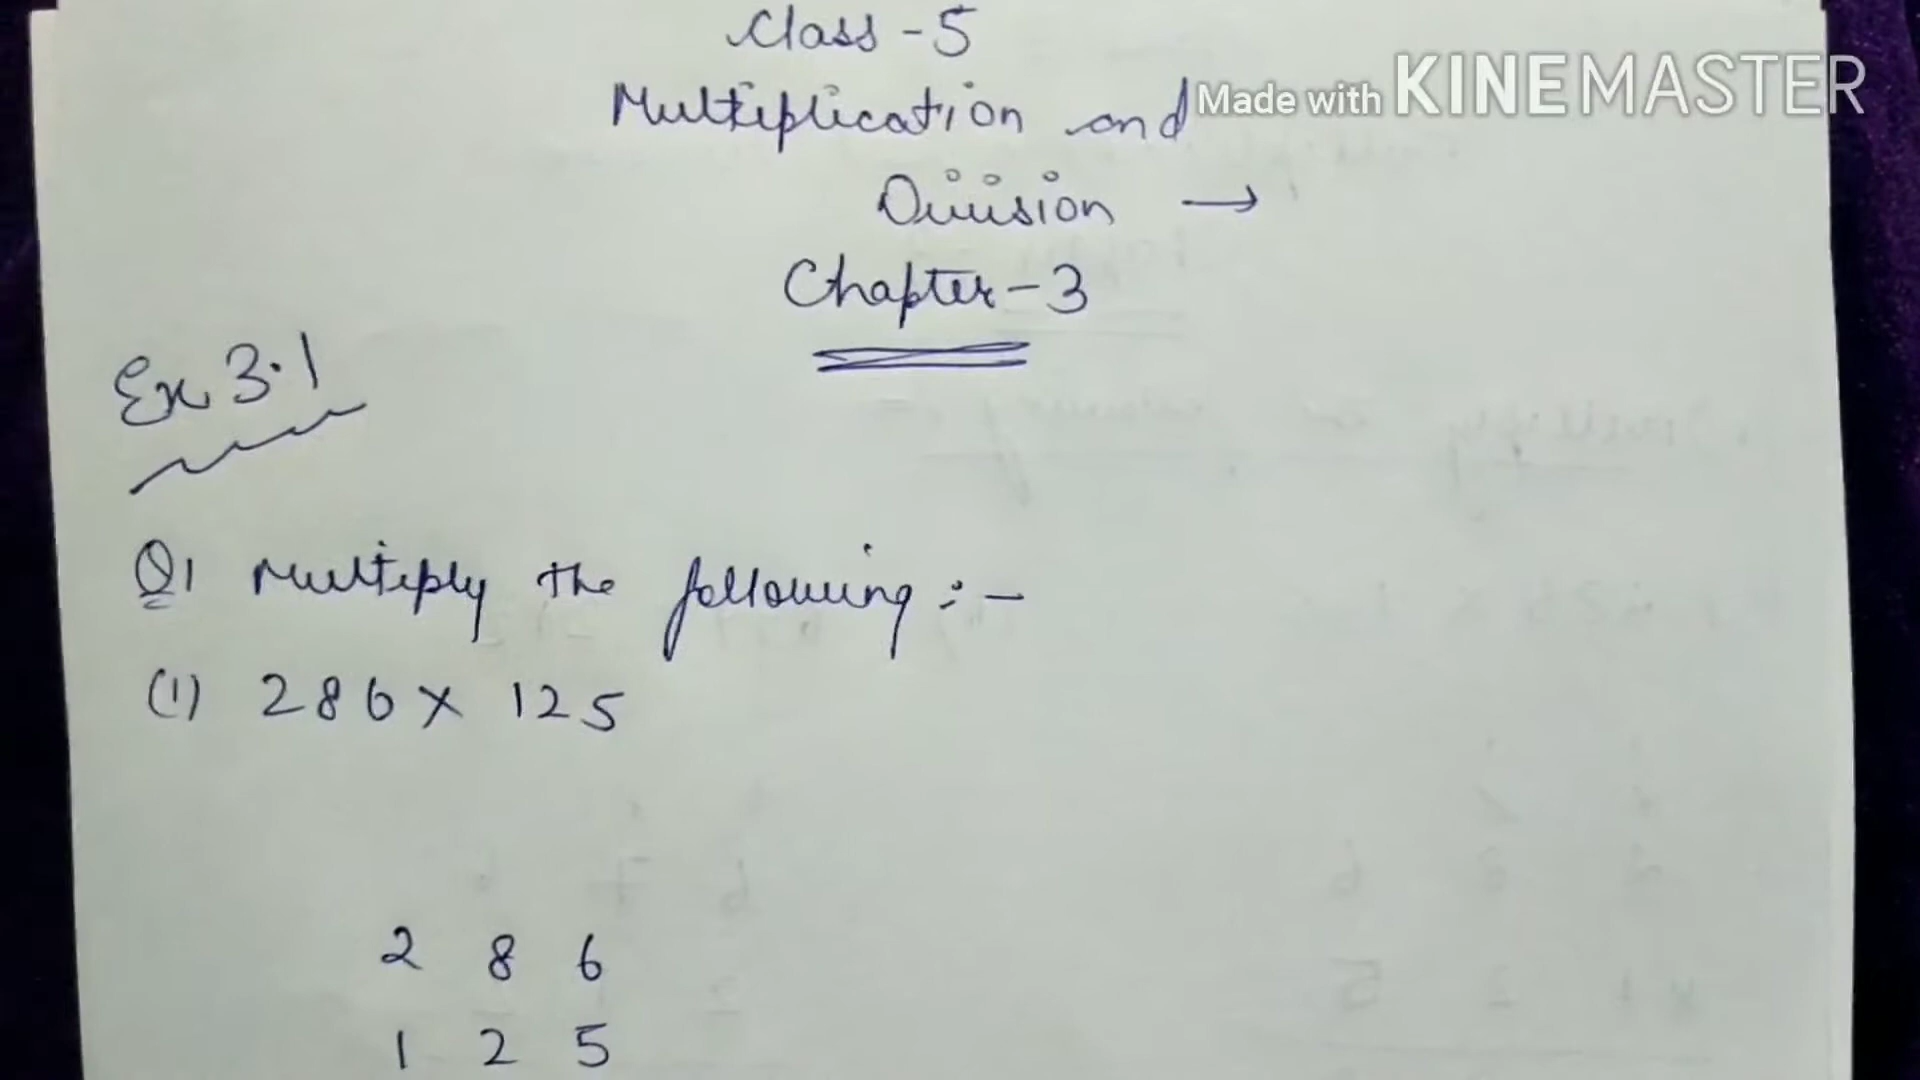 Class - 5
Multiplication and
Made with KINEMASTER
Division →
Chapter - 3
Ex 3.1
Q1 Multiply the following : -
(1) 286 x 125
2 8 6
1 2 5